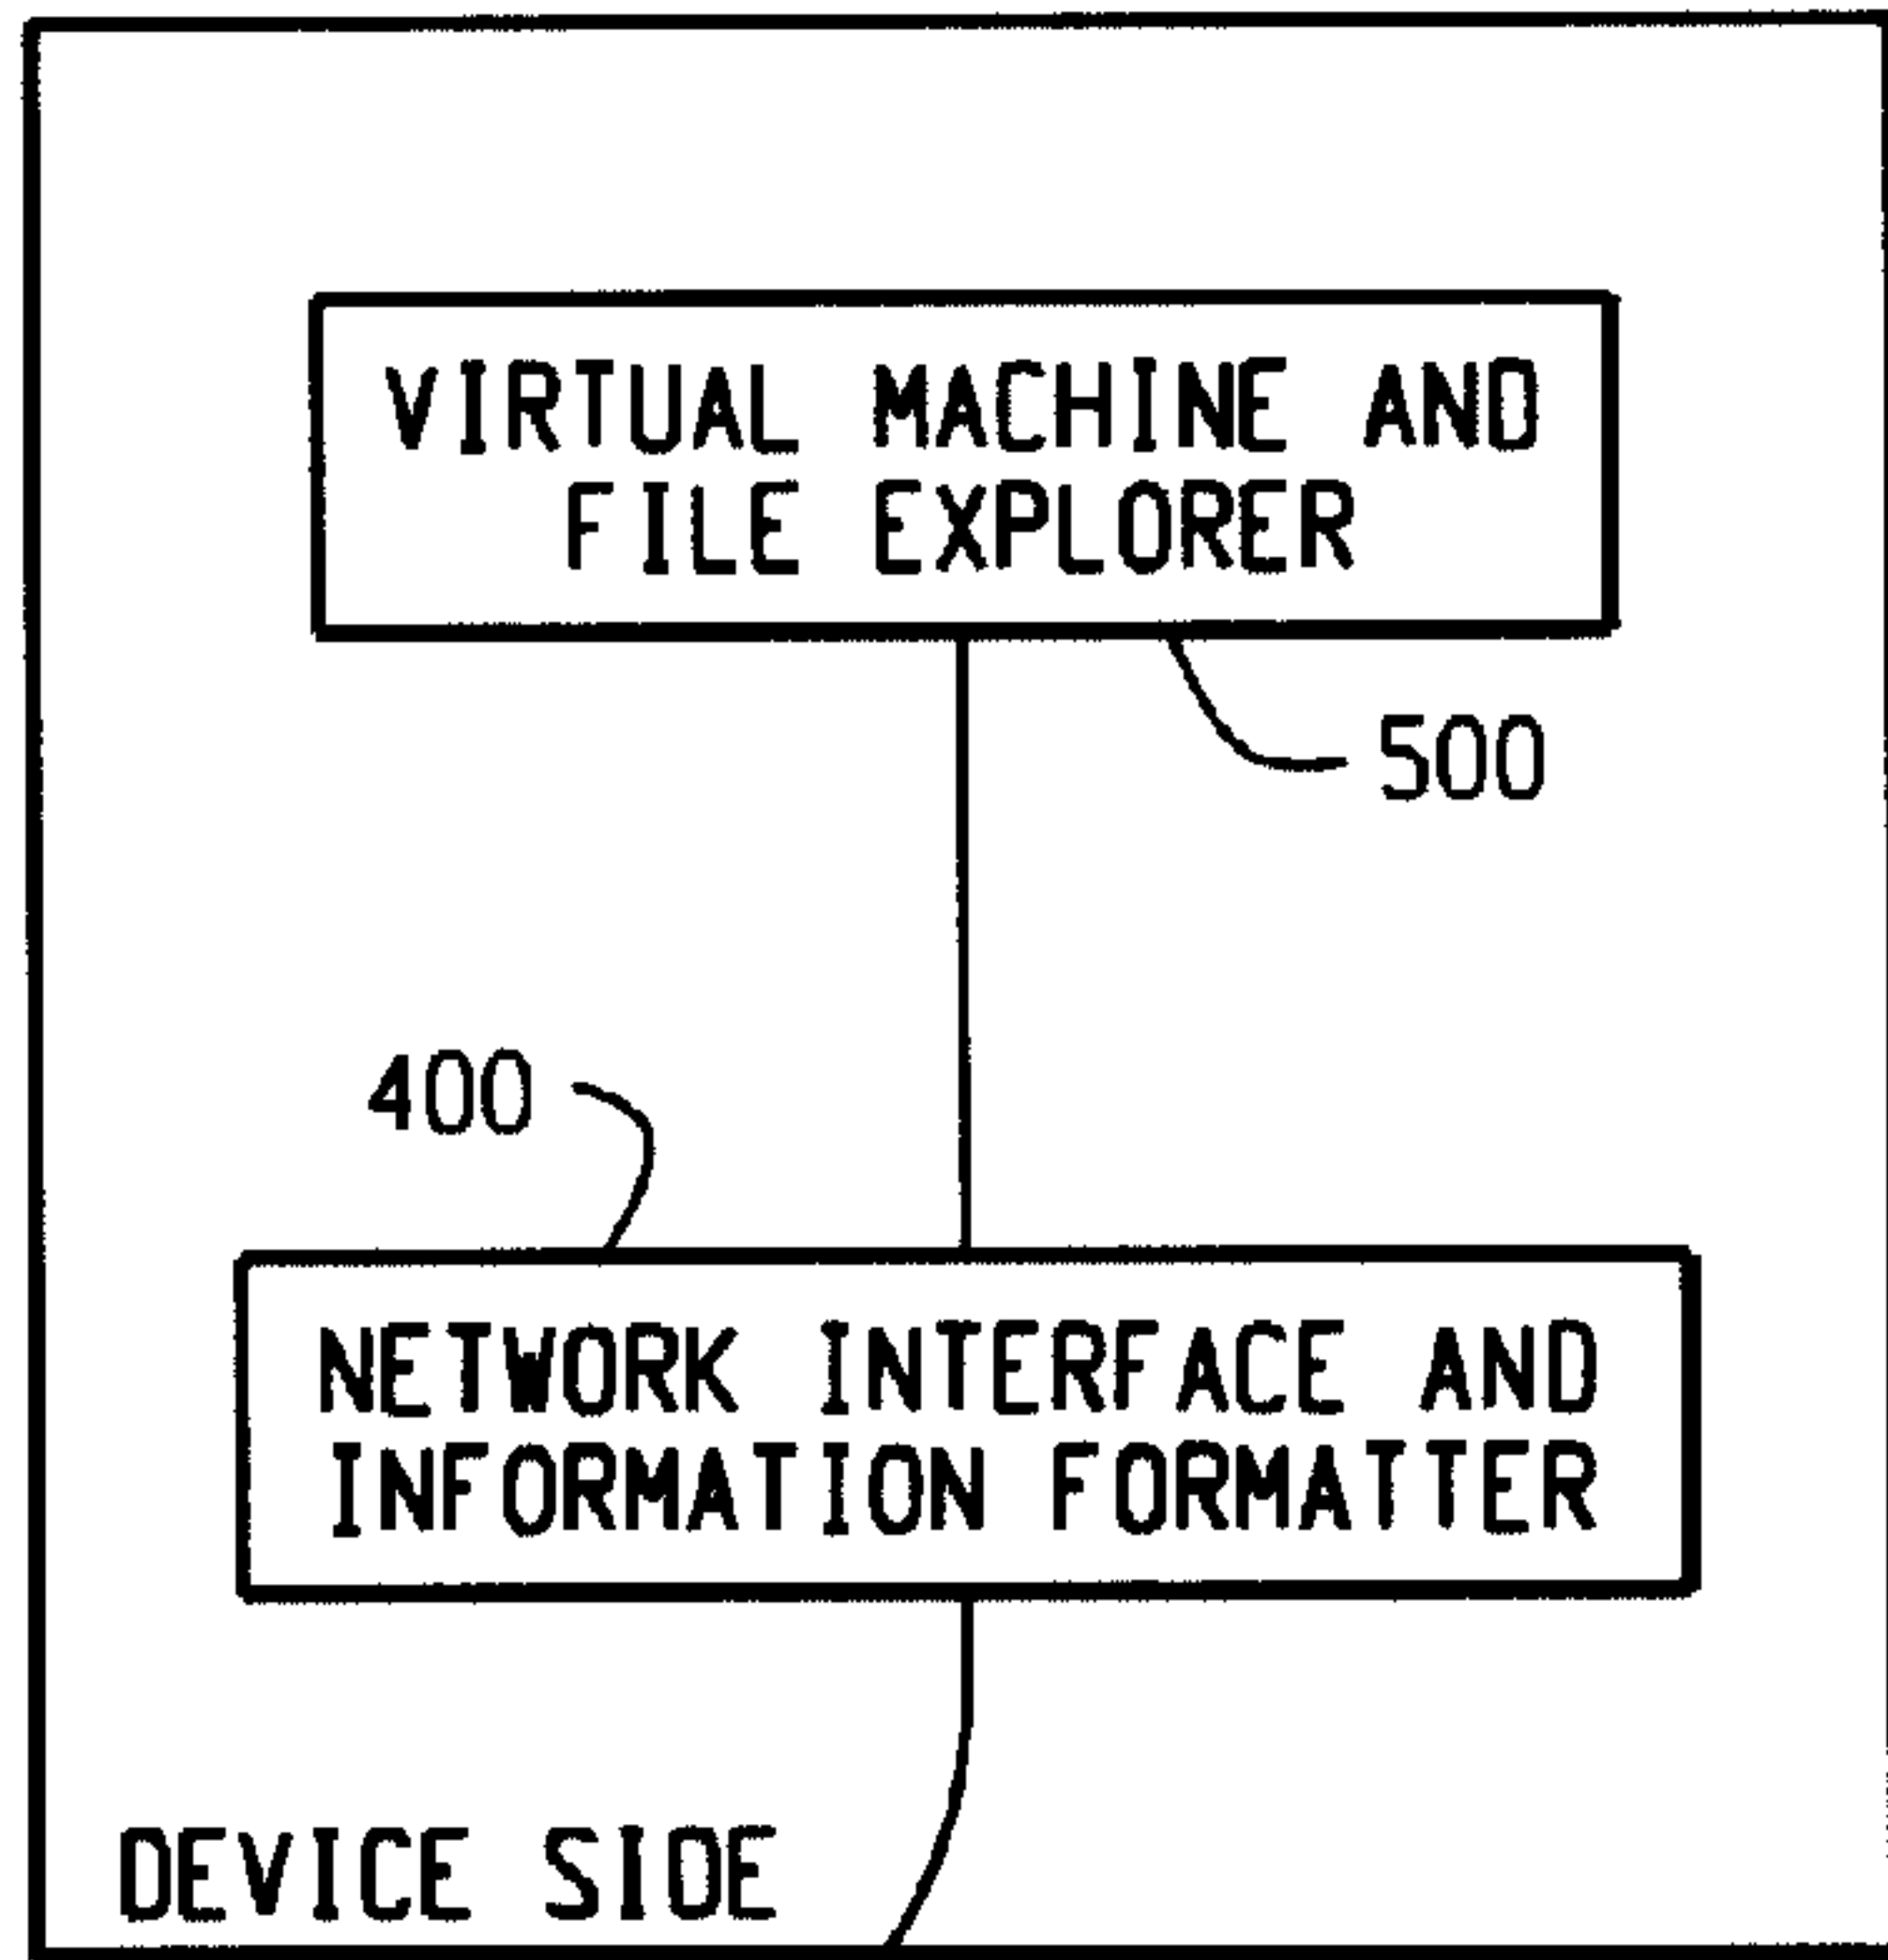 VIRTUAL MACHINE AND
FILE EXPLORER
500
400
NETWORK INTERFACE AND
INFORMATION FORMATTER
DEVICE SIDE